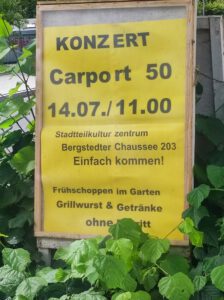 KONZERT
Carport 50
14.07./11.00
Stadtteilkultur zentrum
Bergstedter Chaussee 203
Einfach kommen!
Frühschoppen im Garten
Grillwurst & Getränke
ohne